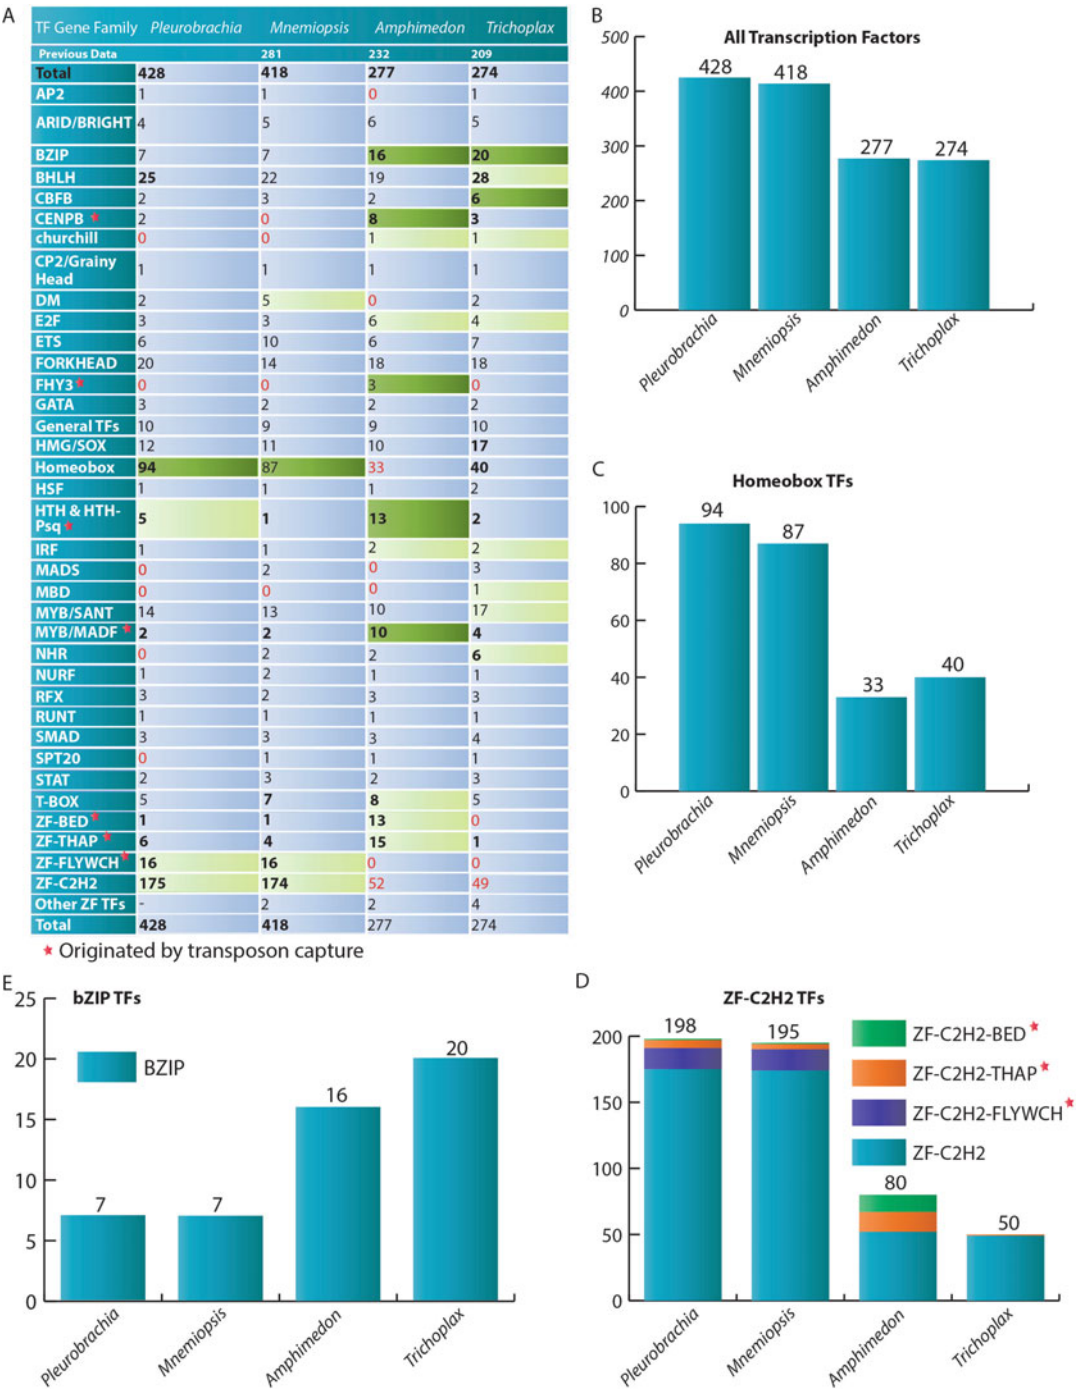 A
TF Gene Family Pleurobrachia Mnemiopsis Amphimedon Trichoplax
Previous Data 281 232 209
Total 428 418 277 274
AP2 1 1 0 1
ARID/BRIGHT 4 5 6 5
BZIP 7 7 16 20
BHLH 25 22 19 28
CBFB 2 3 2 6
CENPB 2 0 8 3
churchill 0 0 1 1
CP2/Grainy
Head 1 1 1 1
DM 2 5 0 2
E2F 3 3 6 4
ETS 6 10 6 7
FORKHEAD 20 14 18 18
FHY3 0 0 3 0
GATA 3 2 2 2
General TFs 10 9 9 10
HMG/SOX 12 11 10 17
Homeobox 94 87 33 40
HSF 1 1 1 2
HTH & HTH-
Psq 5 1 13 2
IRF 1 1 2 2
MADS 0 2 0 3
MBD 0 0 0 1
MYB/SANT 14 13 10 17
MYB/MADF 2 2 10 4
NHR 0 2 2 6
NURF 1 2 1 1
RFX 3 2 3 3
RUNT 1 1 1 1
SMAD 3 3 3 4
SPT20 0 1 1 1
STAT 2 3 2 3
T-BOX 5 7 8 5
ZF-BED 1 1 13 0
ZF-THAP 6 4 15 1
ZF-FLYWCH 16 16 0 0
ZF-C2H2 175 174 52 49
Other ZF TFs - 2 2 4
Total 428 418 277 274
Originated by transposon capture
B
All Transcription Factors
500
400
300
200
100
0
428
418
277
274
Pleurobrachia
Mnemiopsis
Amphimedon
Trichoplax
C
Homeobox TFs
100
80
60
40
20
0
94
87
33
40
Pleurobrachia
Mnemiopsis
Amphimedon
Trichoplax
E
bZIP TFs
25
20
15
10
5
0
BZIP
7
7
16
20
Pleurobrachia
Mnemiopsis
Amphimedon
Trichoplax
D
ZF-C2H2 TFs
200
150
100
50
0
198
195
80
50
ZF-C2H2-BED
ZF-C2H2-THAP
ZF-C2H2-FLYWCH
ZF-C2H2
Pleurobrachia
Mnemiopsis
Amphimedon
Trichoplax